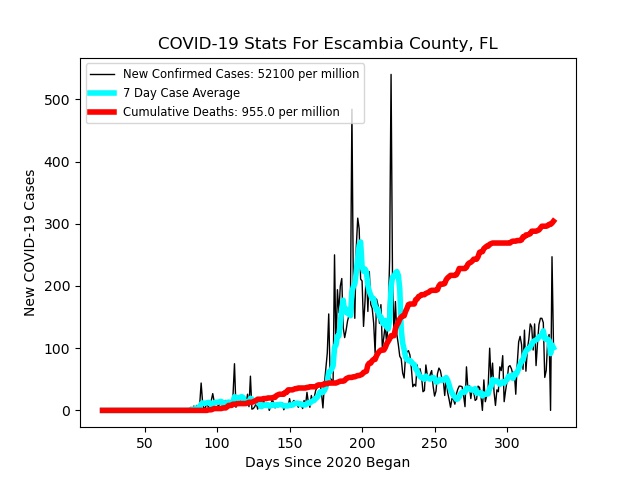 COVID-19 Stats For Escambia County, FL
New Confirmed Cases: 52100 per million
7 Day Case Average
Cumulative Deaths: 955.0 per million
New COVID-19 Cases
500
400
300
200
100
0
50
100
150
200
250
300
Days Since 2020 Began